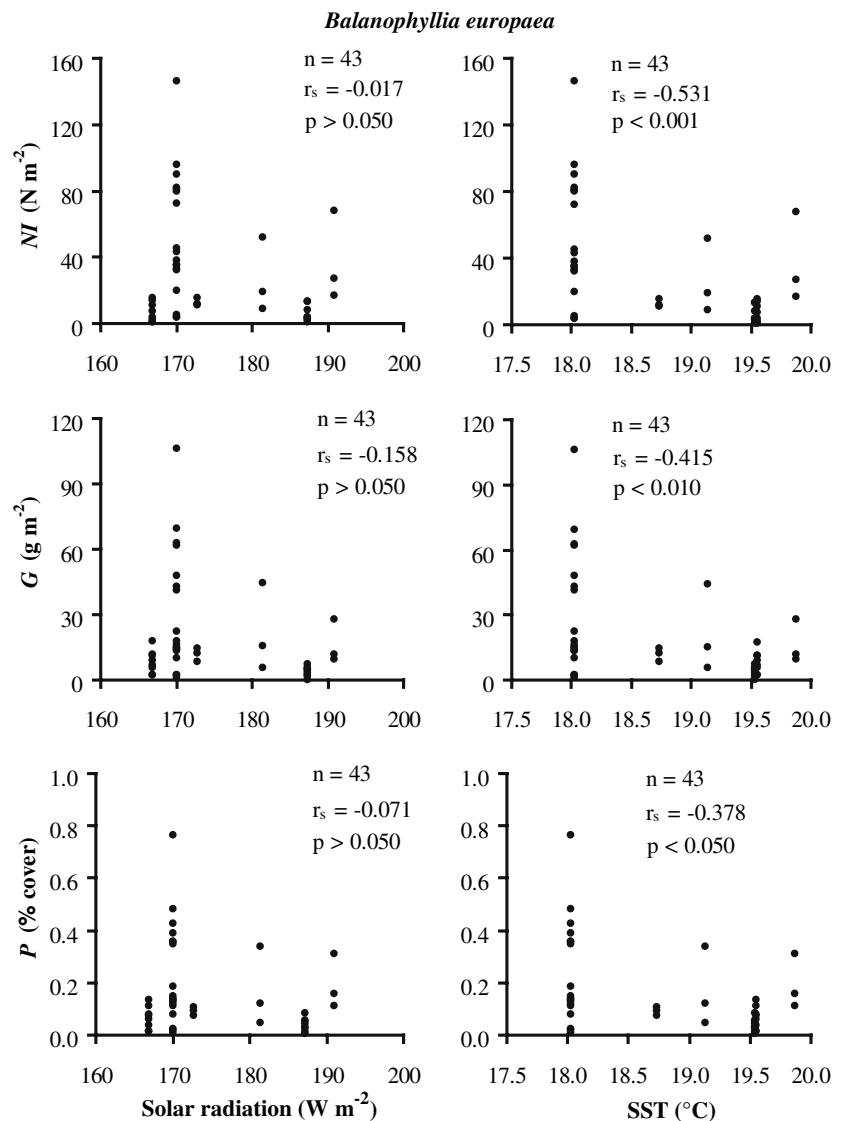 Balanophyllia europaea
NI (N m-2)
160
120
80
40
0
n = 43
rs = -0.017
p > 0.050
160 170 180 190 200
160
120
80
40
0
n = 43
rs = -0.531
p < 0.001
17.5 18.0 18.5 19.0 19.5 20.0
G (g m-2)
120
90
60
30
0
n = 43
rs = -0.158
p > 0.050
160 170 180 190 200
120
90
60
30
0
n = 43
rs = -0.415
p < 0.010
17.5 18.0 18.5 19.0 19.5 20.0
P (% cover)
1.0
0.8
0.6
0.4
0.2
0.0
n = 43
rs = -0.071
p > 0.050
160 170 180 190 200
Solar radiation (W m-2)
1.0
0.8
0.6
0.4
0.2
0.0
n = 43
rs = -0.378
p < 0.050
17.5 18.0 18.5 19.0 19.5 20.0
SST (°C)